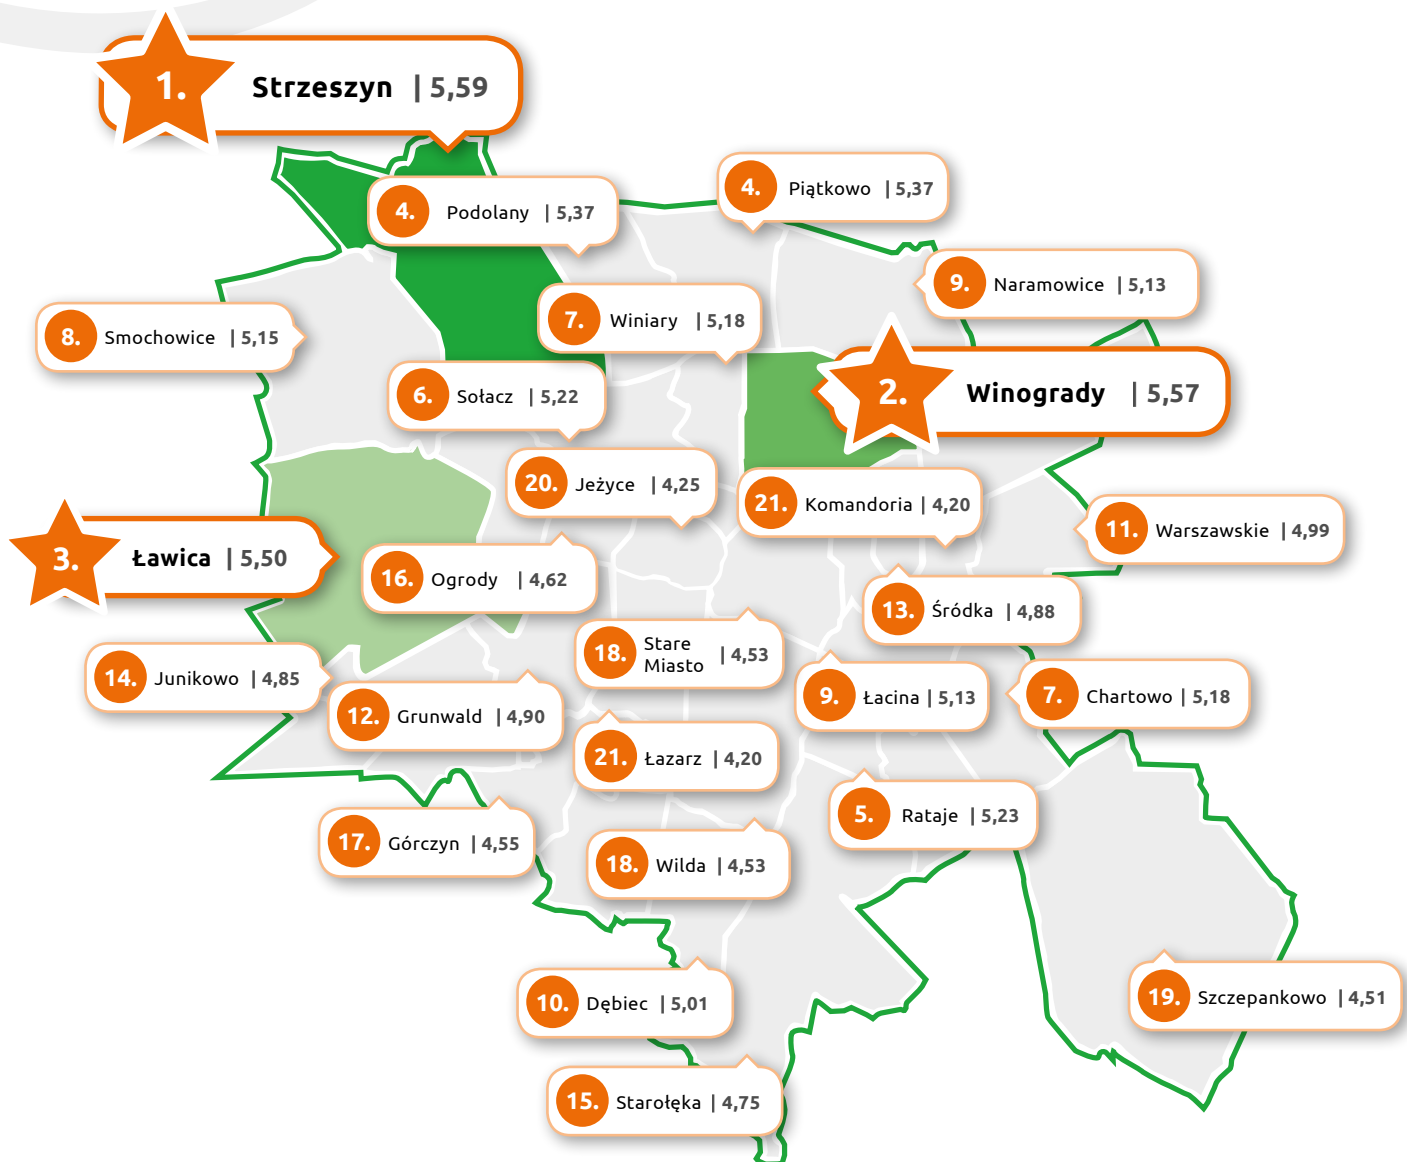 1. Strzeszyn | 5,59
4. Piątkowo | 5,37
4. Podolany | 5,37
9. Naramowice | 5,13
7. Winiary | 5,18
8. Smochowice | 5,15
2. Winogrady | 5,57
6. Sołacz | 5,22
20. Jeżyce | 4,25
21. Komandoria | 4,20
11. Warszawskie | 4,99
3. Ławica | 5,50
16. Ogrody | 4,62
13. Śródka | 4,88
18. Stare
Miasto | 4,53
14. Junikowo | 4,85
9. Łacina | 5,13
7. Chartowo | 5,18
12. Grunwald | 4,90
21. Łazarz | 4,20
5. Rataje | 5,23
17. Górczyn | 4,55
18. Wilda | 4,53
19. Szczepankowo | 4,51
10. Dębiec | 5,01
15. Starołęka | 4,75